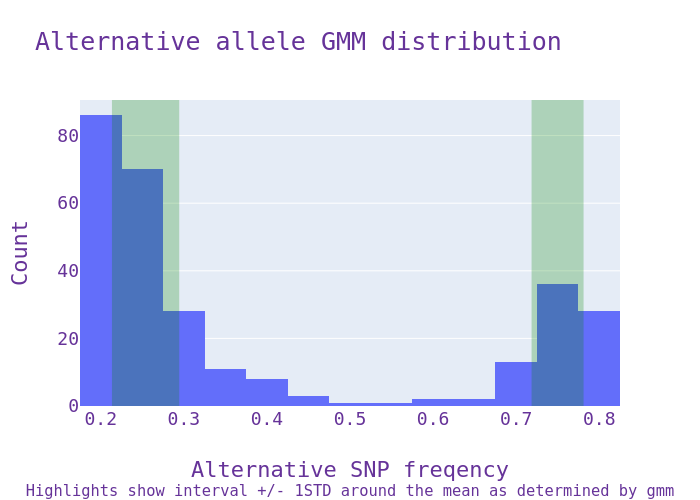 Alternative allele GMM distribution
Count
80
60
40
20
0
0.2 0.3 0.4 0.5 0.6 0.7 0.8
Alternative SNP freqency
Highlights show interval +/- 1STD around the mean as determined by gmm